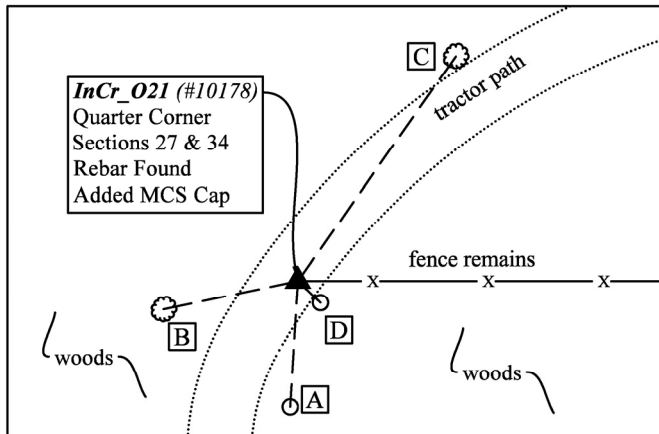 C
tractor path
InCr_O21 (#10178)
Quarter Corner
Sections 27 & 34
Rebar Found
Added MCS Cap
fence remains
x x x
B
D
woods
woods
A